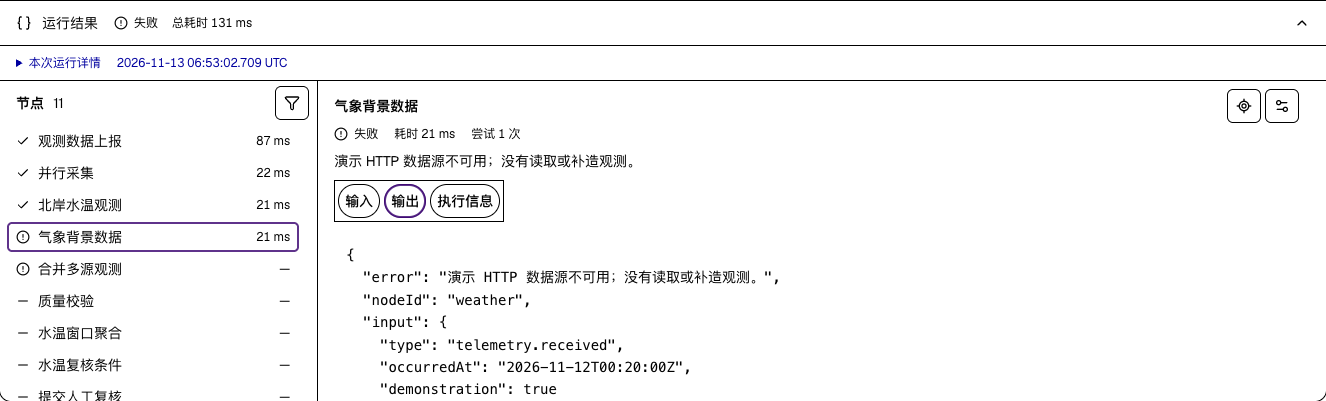 运行结果 失败 总耗时 131 ms
本次运行详情 2026-11-13 06:53:02.709 UTC
节点 11
观测数据上报 87 ms
并行采集 22 ms
北岸水温观测 21 ms
气象背景数据 21 ms
合并多源观测 —
质量校验 —
水温窗口聚合 —
水温复核条件 —
提交人工复核 —
气象背景数据
失败 耗时 21 ms 尝试 1 次
演示 HTTP 数据源不可用；没有读取或补造观测。
输入 输出 执行信息
{
"error": "演示 HTTP 数据源不可用；没有读取或补造观测。",
"nodeId": "weather",
"input": {
"type": "telemetry.received",
"occurredAt": "2026-11-12T00:20:00Z",
"demonstration": true